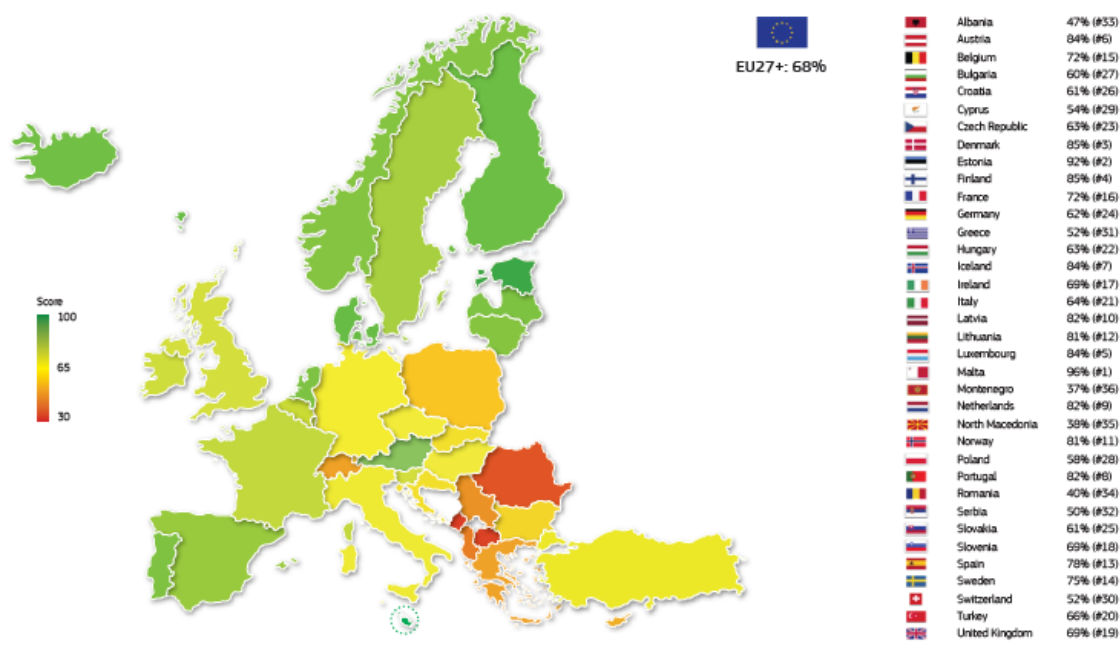 EU27+: 68%
Score
100
65
30
Albania 47% (#33)
Austria 84% (#6)
Belgium 72% (#15)
Bulgaria 60% (#27)
Croatia 61% (#26)
Cyprus 54% (#29)
Czech Republic 63% (#23)
Denmark 85% (#3)
Estonia 92% (#2)
Finland 85% (#4)
France 72% (#16)
Germany 62% (#24)
Greece 52% (#31)
Hungary 63% (#22)
Iceland 84% (#7)
Ireland 69% (#17)
Italy 64% (#21)
Latvia 82% (#10)
Lithuania 81% (#12)
Luxembourg 84% (#5)
Malta 96% (#1)
Montenegro 37% (#36)
Netherlands 82% (#9)
North Macedonia 38% (#35)
Norway 81% (#11)
Poland 58% (#28)
Portugal 82% (#8)
Romania 40% (#34)
Serbia 50% (#32)
Slovakia 61% (#25)
Slovenia 69% (#18)
Spain 78% (#13)
Sweden 75% (#14)
Switzerland 52% (#30)
Turkey 66% (#20)
United Kingdom 69% (#19)